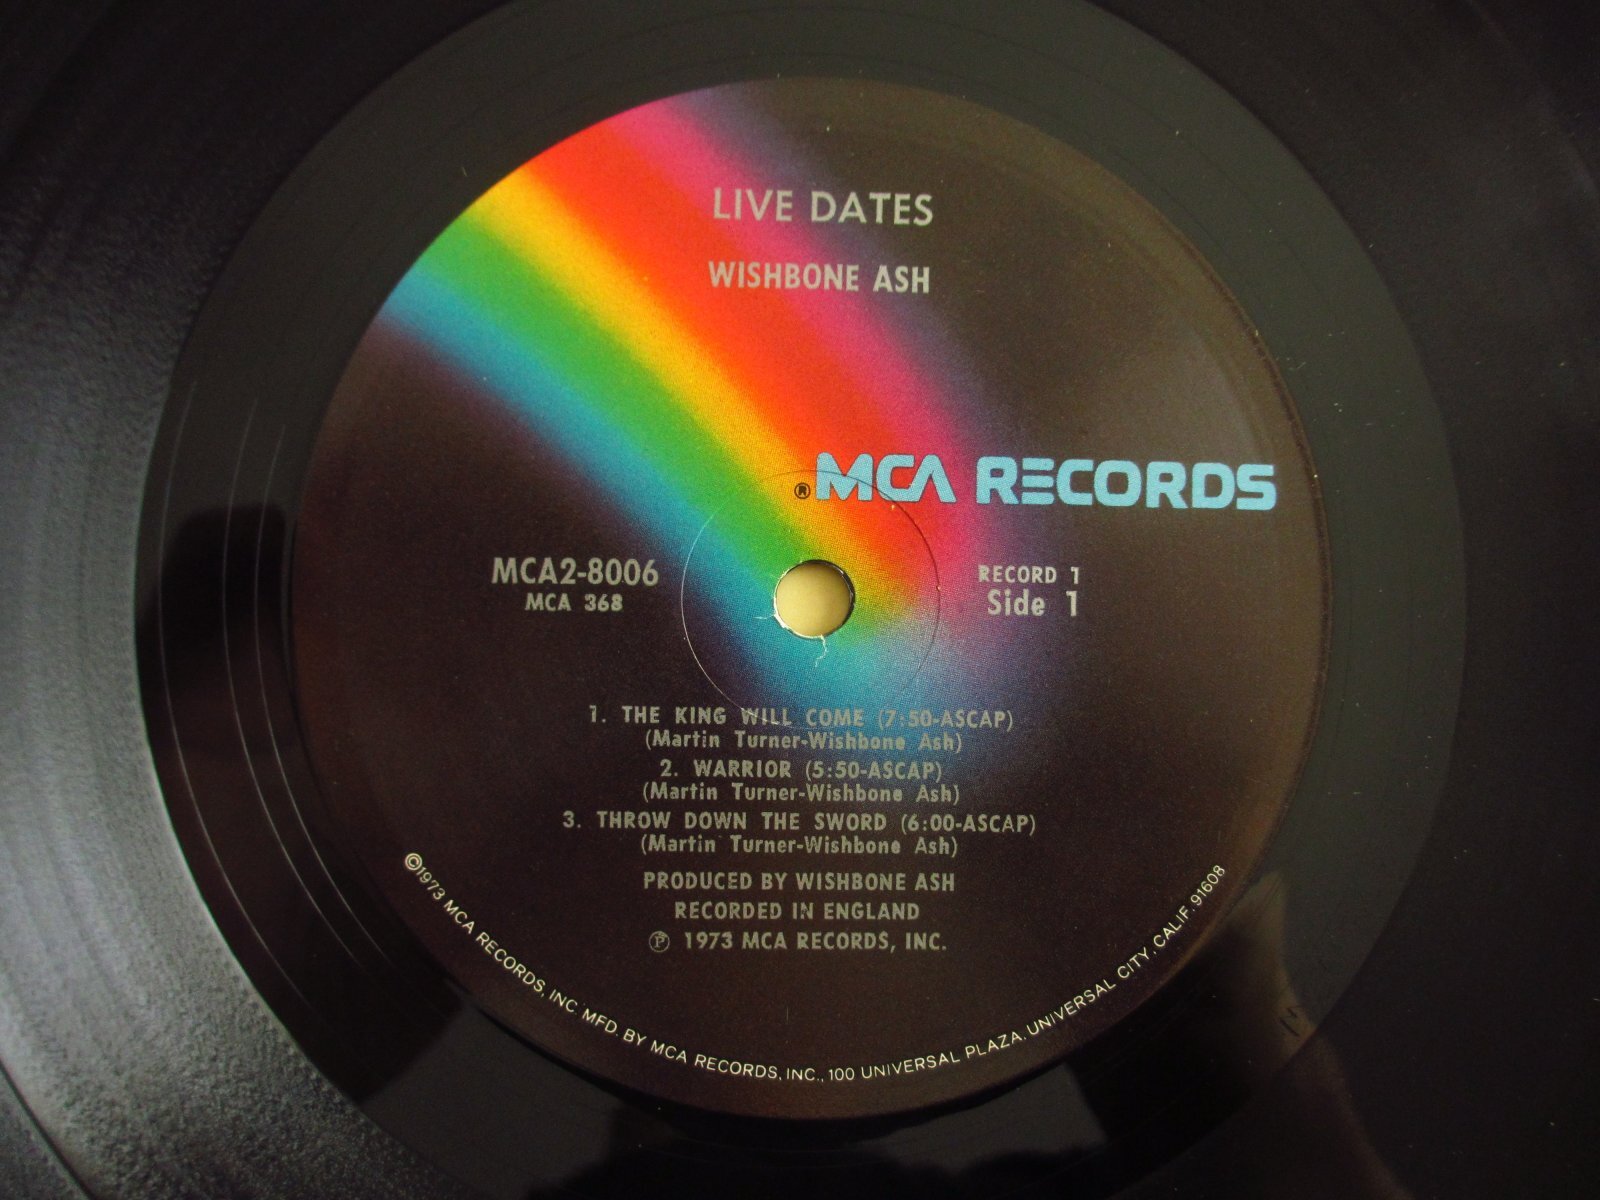 LIVE DATES
WISHBONE ASH
® MCA RECORDS
MCA2-8006
MCA 368
RECORD 1
Side 1
1. THE KING WILL COME (7:50-ASCAP)
(Martin Turner-Wishbone Ash)
2. WARRIOR (5:50-ASCAP)
(Martin Turner-Wishbone Ash)
3. THROW DOWN THE SWORD (6:00-ASCAP)
(Martin Turner-Wishbone Ash)
PRODUCED BY WISHBONE ASH
RECORDED IN ENGLAND
℗ 1973 MCA RECORDS, INC.
©1973 MCA RECORDS, INC. MFD. BY MCA RECORDS, INC., 100 UNIVERSAL PLAZA, UNIVERSAL CITY, CALIF. 91608